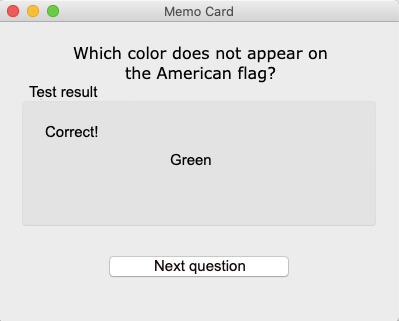 Memo Card
Which color does not appear on
the American flag?
Test result
Correct!
Green
Next question